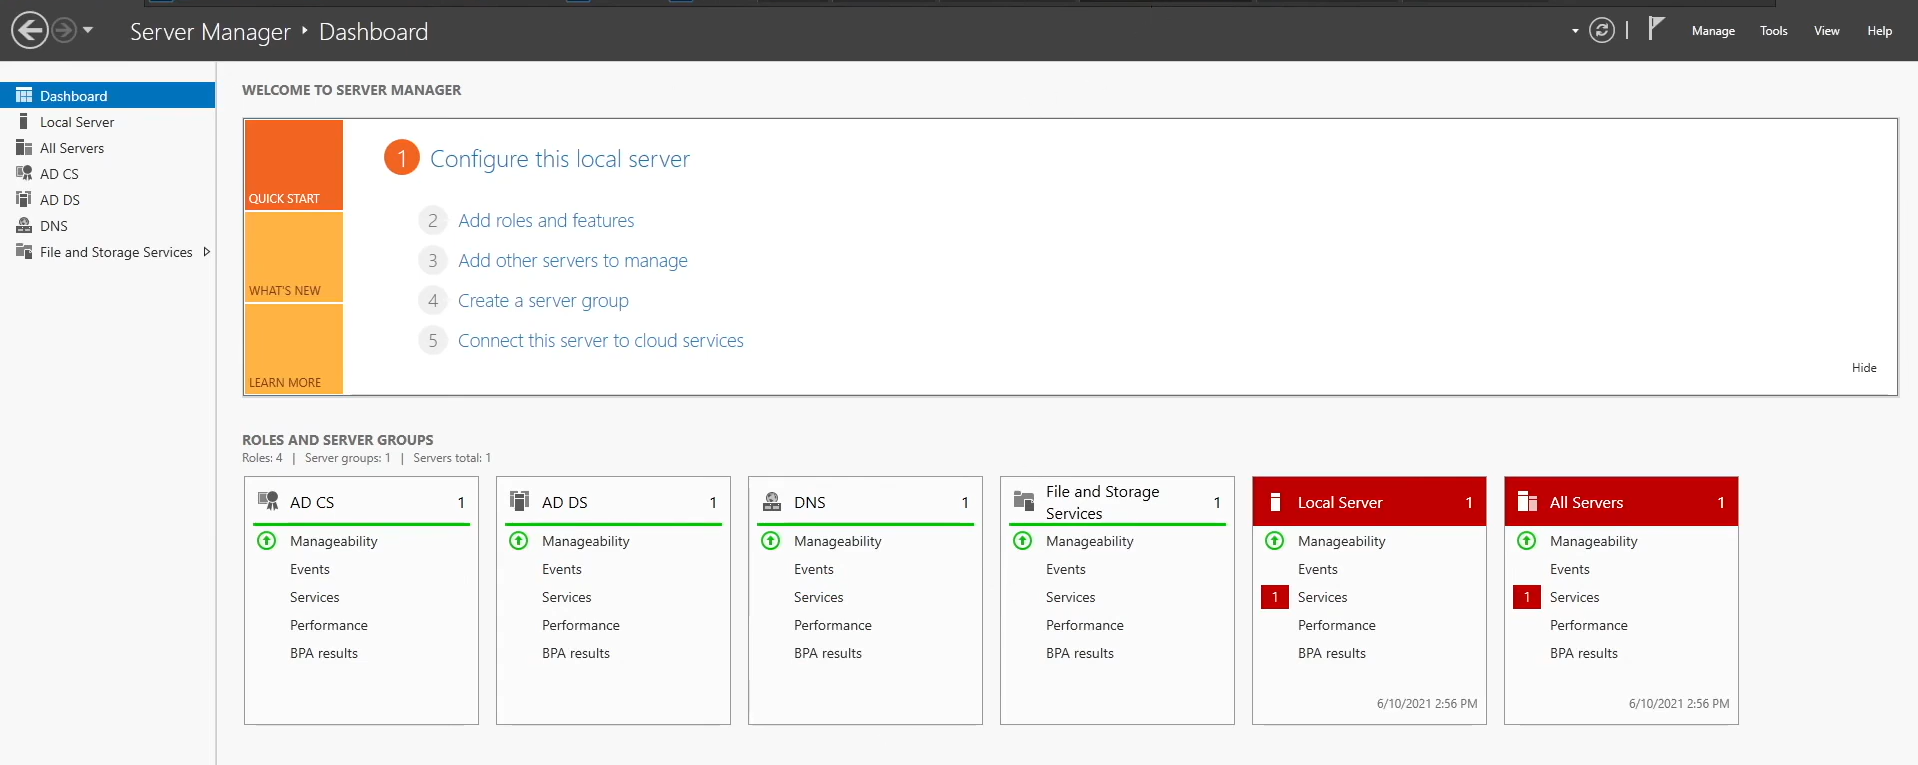 Server Manager ‣ Dashboard
Manage Tools View Help
Dashboard
Local Server
All Servers
AD CS
AD DS
DNS
File and Storage Services
WELCOME TO SERVER MANAGER
QUICK START
WHAT'S NEW
LEARN MORE
1 Configure this local server
2 Add roles and features
3 Add other servers to manage
4 Create a server group
5 Connect this server to cloud services
Hide
ROLES AND SERVER GROUPS
Roles: 4 | Server groups: 1 | Servers total: 1
AD CS 1
Manageability
Events
Services
Performance
BPA results
AD DS 1
Manageability
Events
Services
Performance
BPA results
DNS 1
Manageability
Events
Services
Performance
BPA results
File and Storage
Services 1
Manageability
Events
Services
Performance
BPA results
Local Server 1
Manageability
Events
1 Services
Performance
BPA results
6/10/2021 2:56 PM
All Servers 1
Manageability
Events
1 Services
Performance
BPA results
6/10/2021 2:56 PM